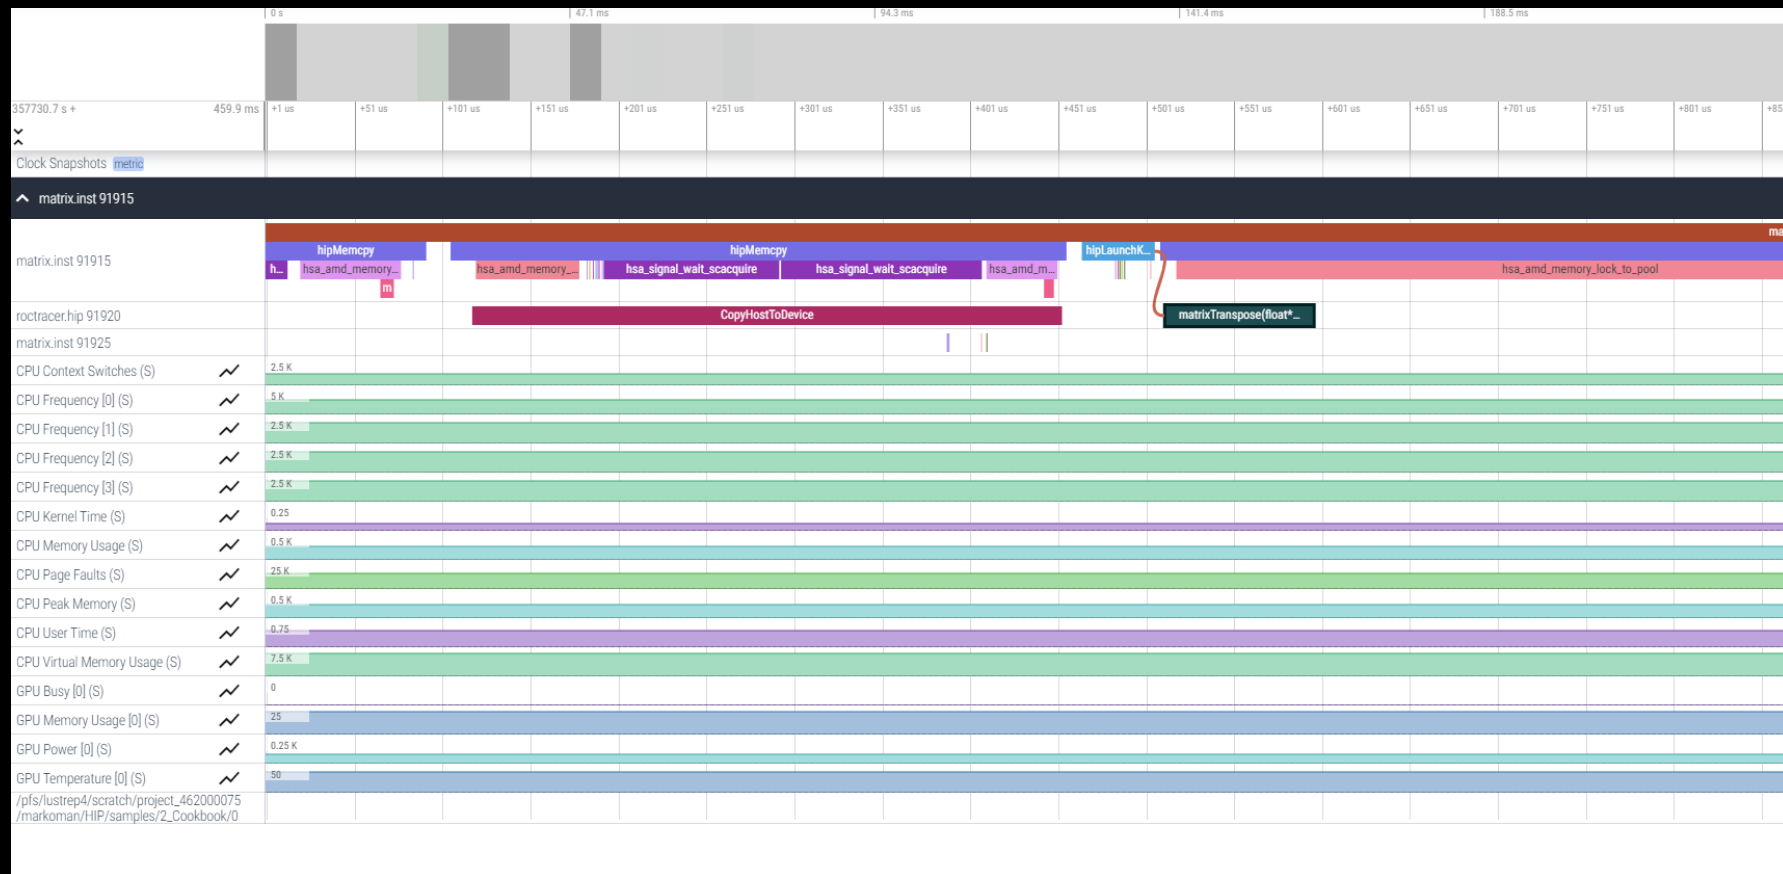 0 s 47.1 ms 94.3 ms 141.4 ms 188.5 ms
357730.7 s + 459.9 ms +1 us +51 us +101 us +151 us +201 us +251 us +301 us +351 us +401 us +451 us +501 us +551 us +601 us +651 us +701 us +751 us +801 us +85
Clock Snapshots metric
matrix.inst 91915
ma
matrix.inst 91915 hipMemcpy hipMemcpy hipLaunchK...
h... hsa_amd_memory... hsa_amd_memory_... hsa_signal_wait_scacquire hsa_signal_wait_scacquire hsa_amd_m... hsa_amd_memory_lock_to_pool
m
roctracer.hip 91920 CopyHostToDevice matrixTranspose(float*...
matrix.inst 91925
CPU Context Switches (S) 2.5 K
CPU Frequency [0] (S) 5 K
CPU Frequency [1] (S) 2.5 K
CPU Frequency [2] (S) 2.5 K
CPU Frequency [3] (S) 2.5 K
CPU Kernel Time (S) 0.25
CPU Memory Usage (S) 0.5 K
CPU Page Faults (S) 25 K
CPU Peak Memory (S) 0.5 K
CPU User Time (S) 0.75
CPU Virtual Memory Usage (S) 7.5 K
GPU Busy [0] (S) 0
GPU Memory Usage [0] (S) 25
GPU Power [0] (S) 0.25 K
GPU Temperature [0] (S) 50
/pfs/lustrep4/scratch/project_462000075
/markoman/HIP/samples/2_Cookbook/0